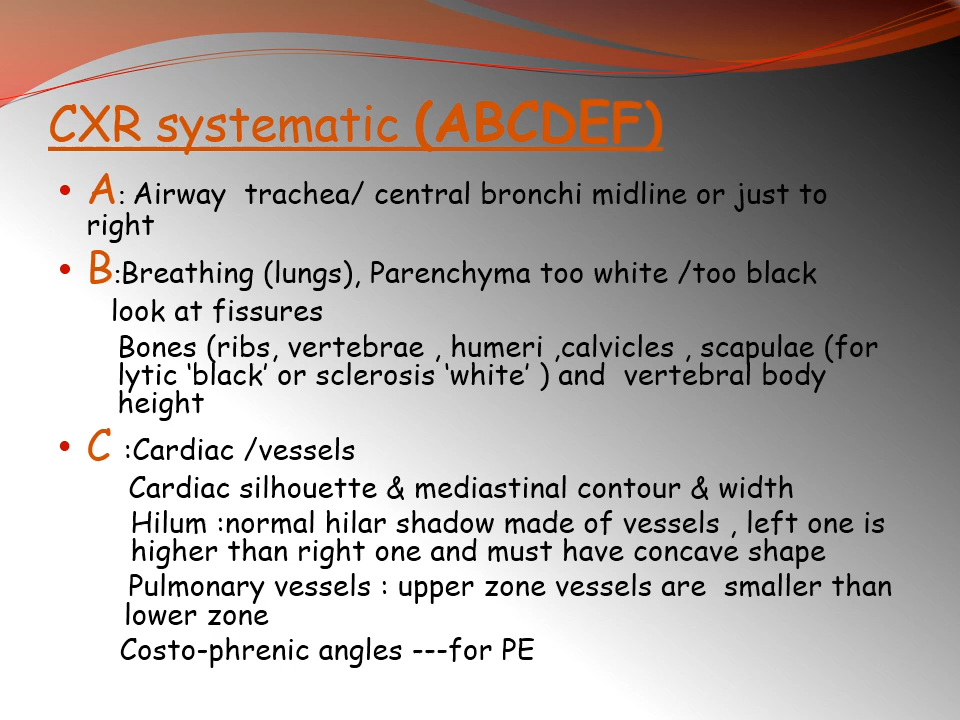 CXR systematic (ABCDEF)
• A: Airway trachea/ central bronchi midline or just to
right
• B:Breathing (lungs), Parenchyma too white /too black
look at fissures
Bones (ribs, vertebrae , humeri ,calvicles , scapulae (for
lytic ‘black’ or sclerosis ‘white’ ) and vertebral body
height
• C :Cardiac /vessels
Cardiac silhouette & mediastinal contour & width
Hilum :normal hilar shadow made of vessels , left one is
higher than right one and must have concave shape
Pulmonary vessels : upper zone vessels are smaller than
lower zone
Costo-phrenic angles ---for PE